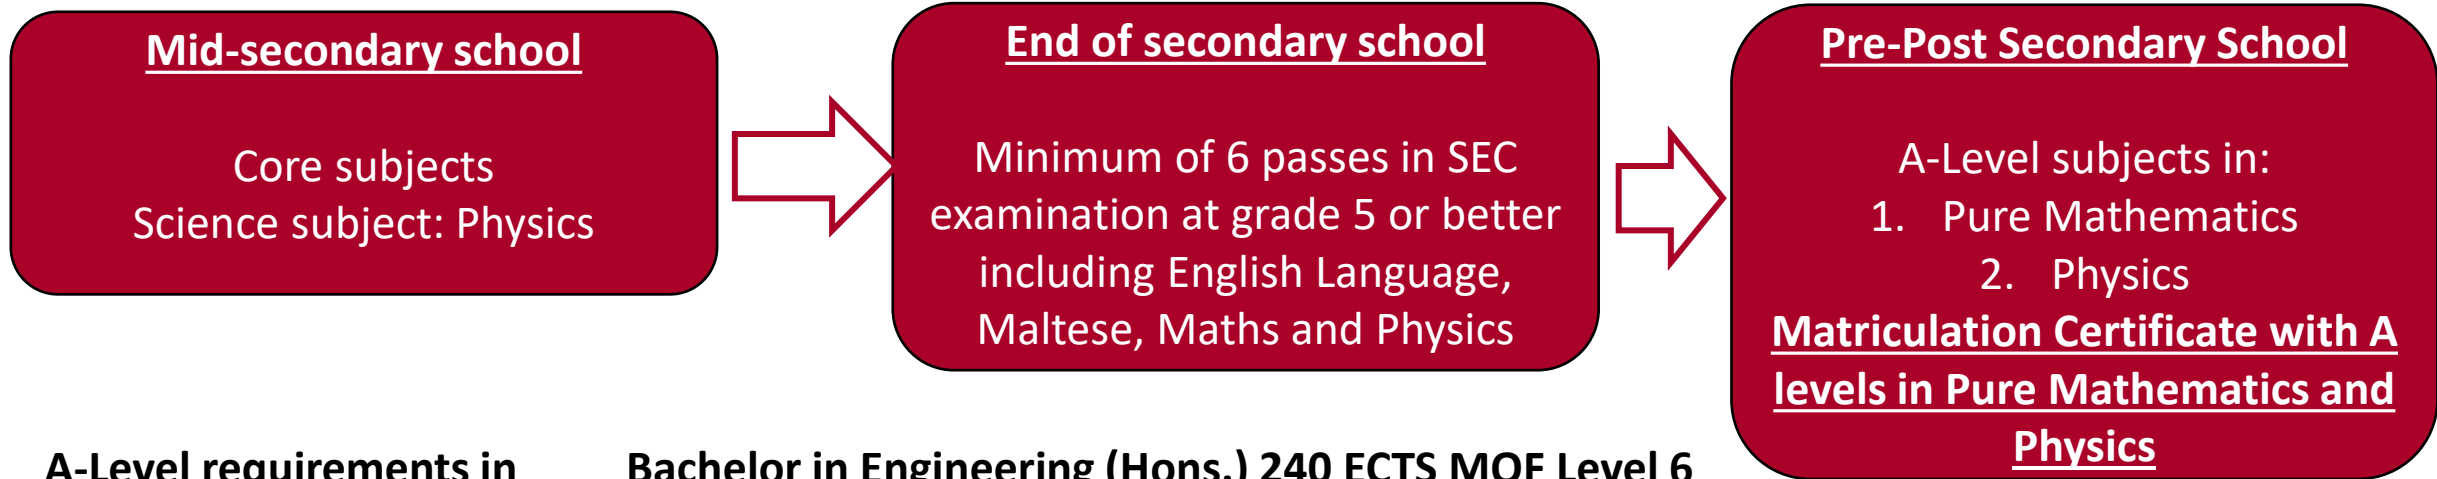 Mid-secondary school
Core subjects
Science subject: Physics
End of secondary school
Minimum of 6 passes in SEC
examination at grade 5 or better
including English Language,
Maltese, Maths and Physics
Pre-Post Secondary School
A-Level subjects in:
1. Pure Mathematics
2. Physics
Matriculation Certificate with A
levels in Pure Mathematics and
Physics
A-Level requirements in
Bachelor in Engineering (Hons.) 240 ECTS MQF Level 6